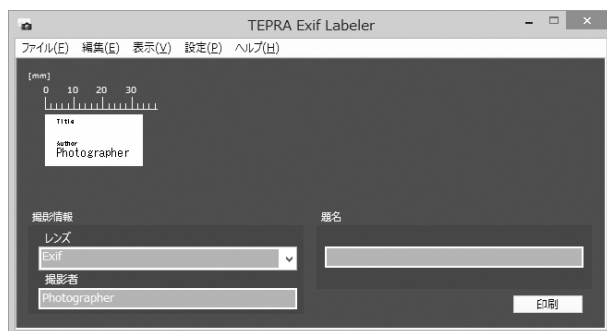 TEPRA Exif Labeler
ファイル(F) 編集(E) 表示(V) 設定(P) ヘルプ(H)
[mm]
0 10 20 30
Title
Author
Photographer
撮影情報
題名
レンズ
Exif
撮影者
Photographer
印刷